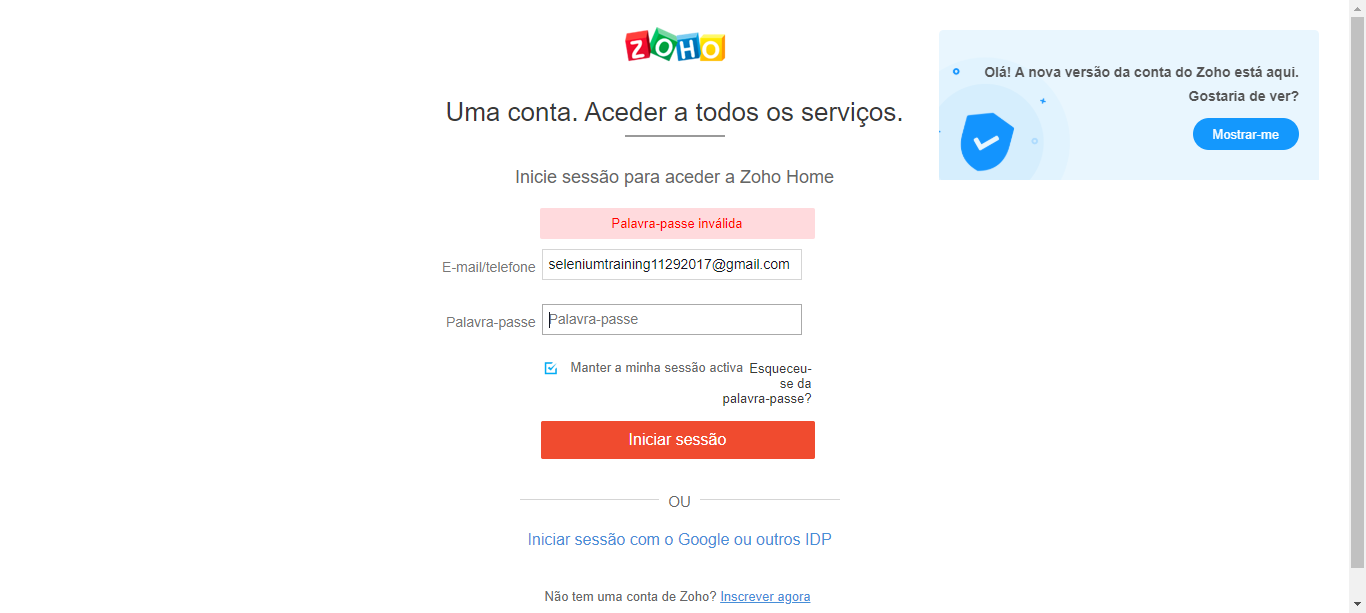 ZOHO
Olá! A nova versão da conta do Zoho está aqui.
Gostaria de ver?
Mostrar-me
Uma conta. Aceder a todos os serviços.
Inicie sessão para aceder a Zoho Home
Palavra-passe inválida
E-mail/telefone seleniumtraining11292017@gmail.com
Palavra-passe Palavra-passe
Manter a minha sessão activa Esqueceu-
se da
palavra-passe?
Iniciar sessão
OU
Iniciar sessão com o Google ou outros IDP
Não tem uma conta de Zoho? Inscrever agora